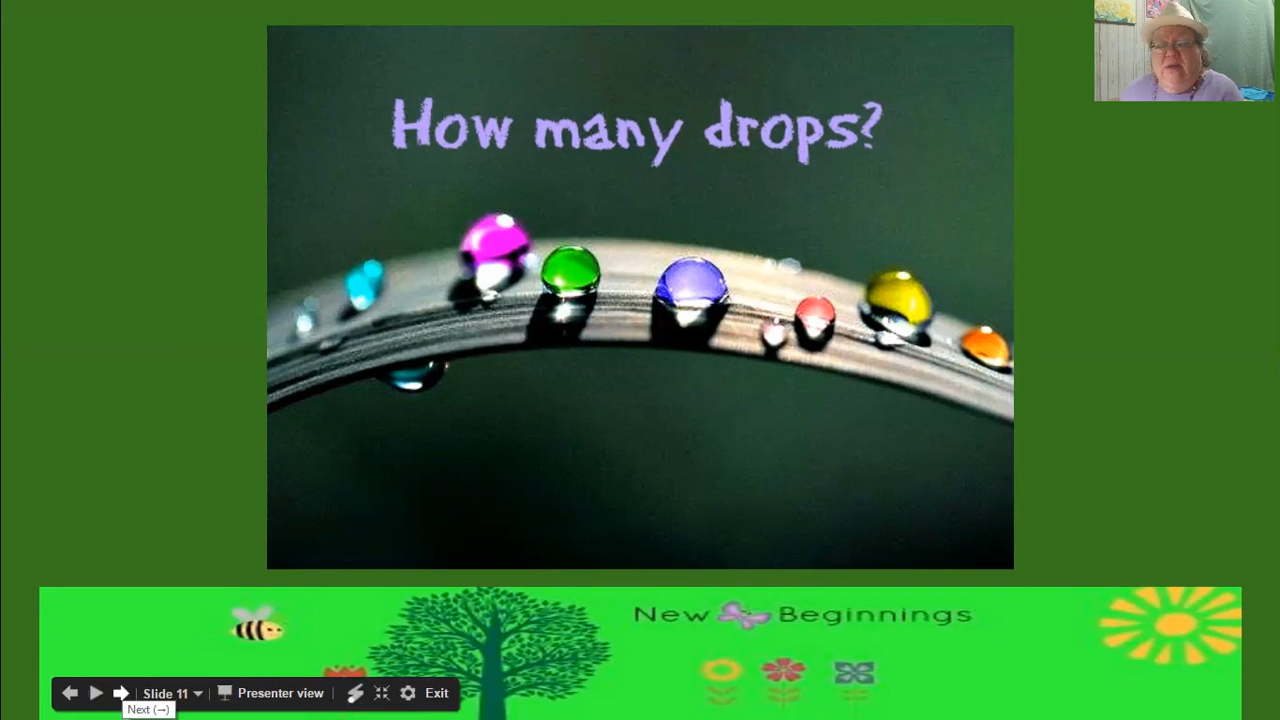 How many drops?
New Beginnings
Slide 11
Presenter view
Exit
Next (→)